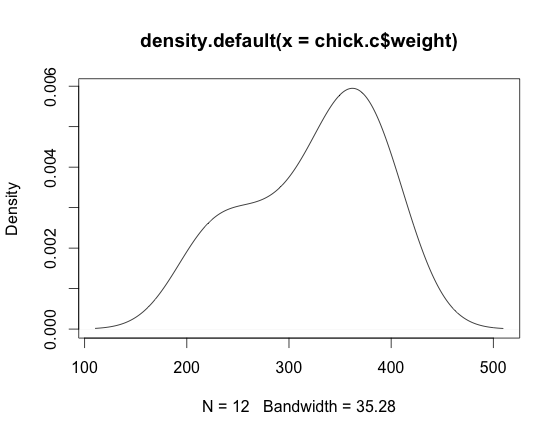 density.default(x = chick.c$weight)
Density
0.006
0.004
0.002
0.000
100 200 300 400 500
N = 12 Bandwidth = 35.28